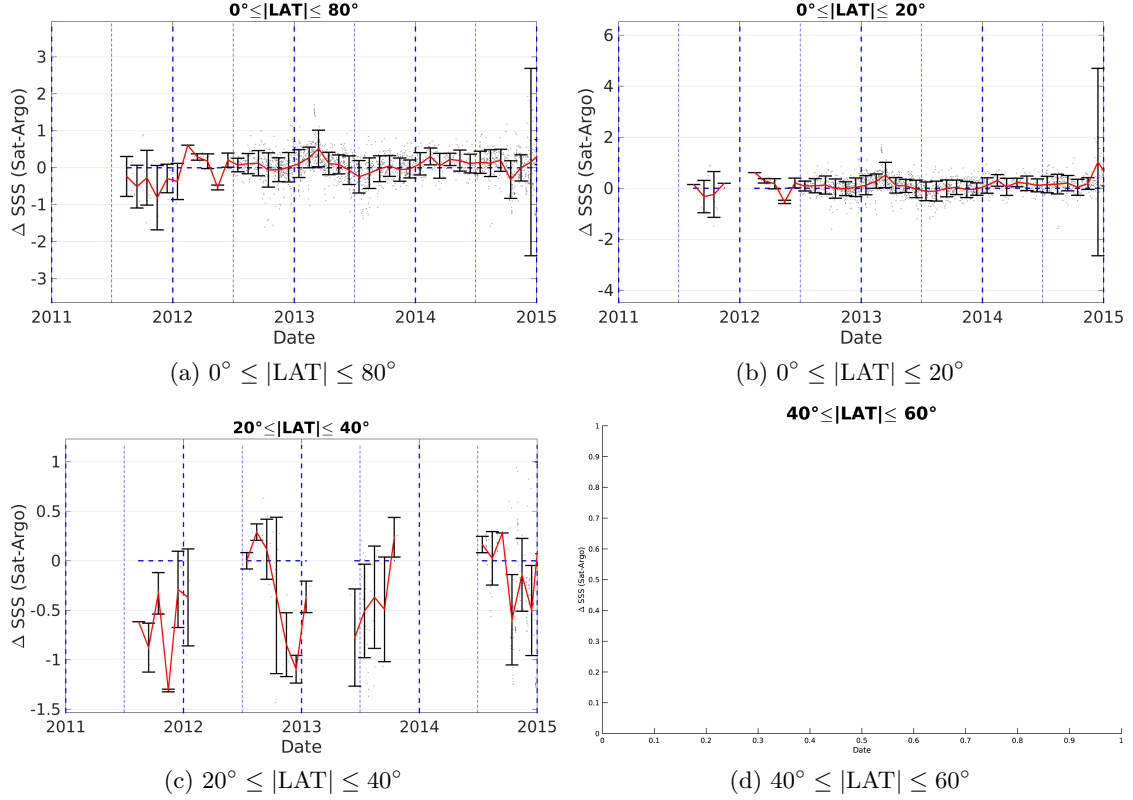 0°≤|LAT|≤ 80°
3
2
1
0
-1
-2
-3
Δ SSS (Sat-Argo)
2011 2012 2013 2014 2015
Date
(a) 0° ≤ |LAT| ≤ 80°
0°≤|LAT|≤ 20°
6
4
2
0
-2
-4
Δ SSS (Sat-Argo)
2011 2012 2013 2014 2015
Date
(b) 0° ≤ |LAT| ≤ 20°
20°≤|LAT|≤ 40°
1
0.5
0
-0.5
-1
-1.5
Δ SSS (Sat-Argo)
2011 2012 2013 2014 2015
Date
(c) 20° ≤ |LAT| ≤ 40°
40°≤|LAT|≤ 60°
1
0.9
0.8
0.7
0.6
0.5
0.4
0.3
0.2
0.1
0
Δ SSS (Sat-Argo)
0 0.1 0.2 0.3 0.4 0.5 0.6 0.7 0.8 0.9 1
Date
(d) 40° ≤ |LAT| ≤ 60°